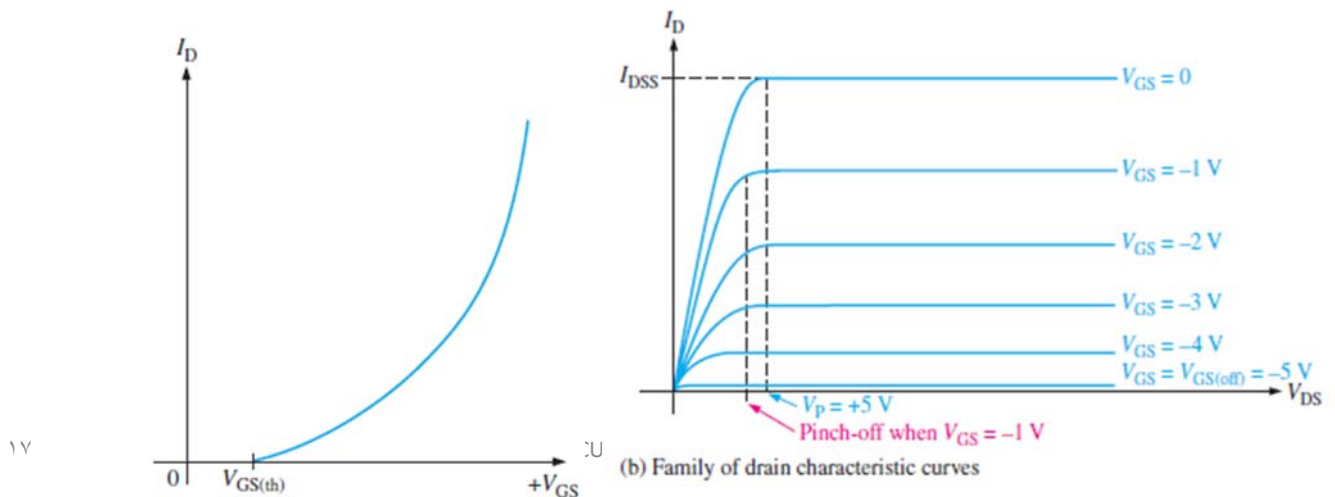 I_D
0
V_GS(th)
+V_GS
١٧
CU
I_D
I_DSS
V_GS = 0
V_GS = –1 V
V_GS = –2 V
V_GS = –3 V
V_GS = –4 V
V_GS = V_GS(off) = –5 V
V_DS
V_P = +5 V
Pinch-off when V_GS = –1 V
(b) Family of drain characteristic curves